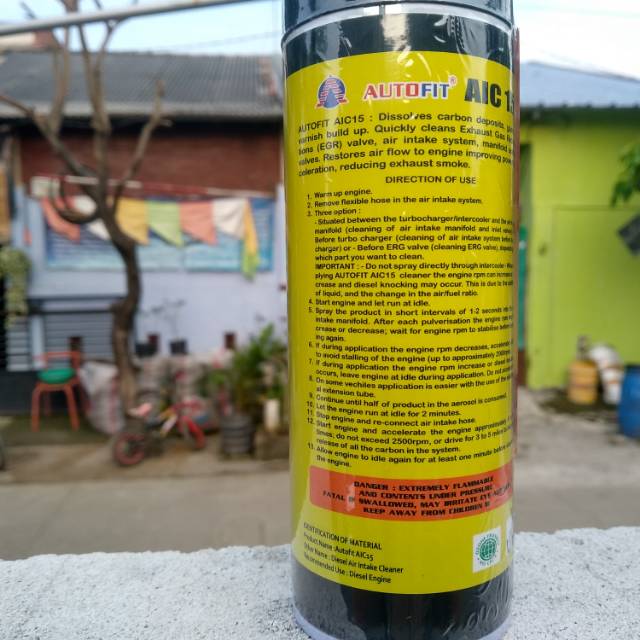 AUTOFIT® AIC 15
AUTOFIT AIC15 : Dissolves carbon deposits,
varnish build up. Quickly cleans Exhaust Gas
tions (EGR) valve, air intake system, manifold
valves. Restores air flow to engine improving
celeration, reducing exhaust smoke.
DIRECTION OF USE
1. Warm up engine.
2. Remove flexible hose in the air intake system.
3. Three option :
- Situated between the turbocharger/intercooler and the
manifold (cleaning of air intake manifold and inlet
Before turbo charger (cleaning of air intake system
charger) or - Before ERG valve (cleaning ERG valve),
which part you want to clean.
IMPORTANT : - Do not spray directly through intercooler
plying AUTOFIT AIC15 cleaner the engine rpm can
crease and diesel knocking may occur. This is due to
of liquid, and the change in the air/fuel ratio.
4. Start engine and let run at idle.
5. Spray the product in short intervals of 1-2 seconds
intake manifold. After each pulverisation the engine
crease or decrease; wait for engine rpm to stabilise
ng again.
6. If during application the engine rpm decreases,
to avoid stalling of the engine (up to approximately
7. If during application the engine rpm increase or
occurs, leave engine at idle during application. Do not
8. On some vechiles application is easier with the use of the
al extension tube.
9. Continue until half of product in the aerosol is consumed.
10. Let the engine run at idle for 2 minutes.
11. Stop engine and re-connect air intake hose.
12. Start engine and accelerate the engine approximately
times; do not exceed 2500rpm, or drive for 3 to 5
release of all the carbon in the system.
13. Allow engine to idle again for at least one minute before
the engine.
DANGER : EXTREMELY FLAMMABLE
AND CONTENTS UNDER PRESSURE
FATAL IF SWALLOWED, MAY IRRITATE EYE
KEEP AWAY FROM CHILDREN
IDENTIFICATION OF MATERIAL
Product Name : Autofit AIC15
Other Name : Diesel Air Intake Cleaner
Recommended Use : Diesel Engine